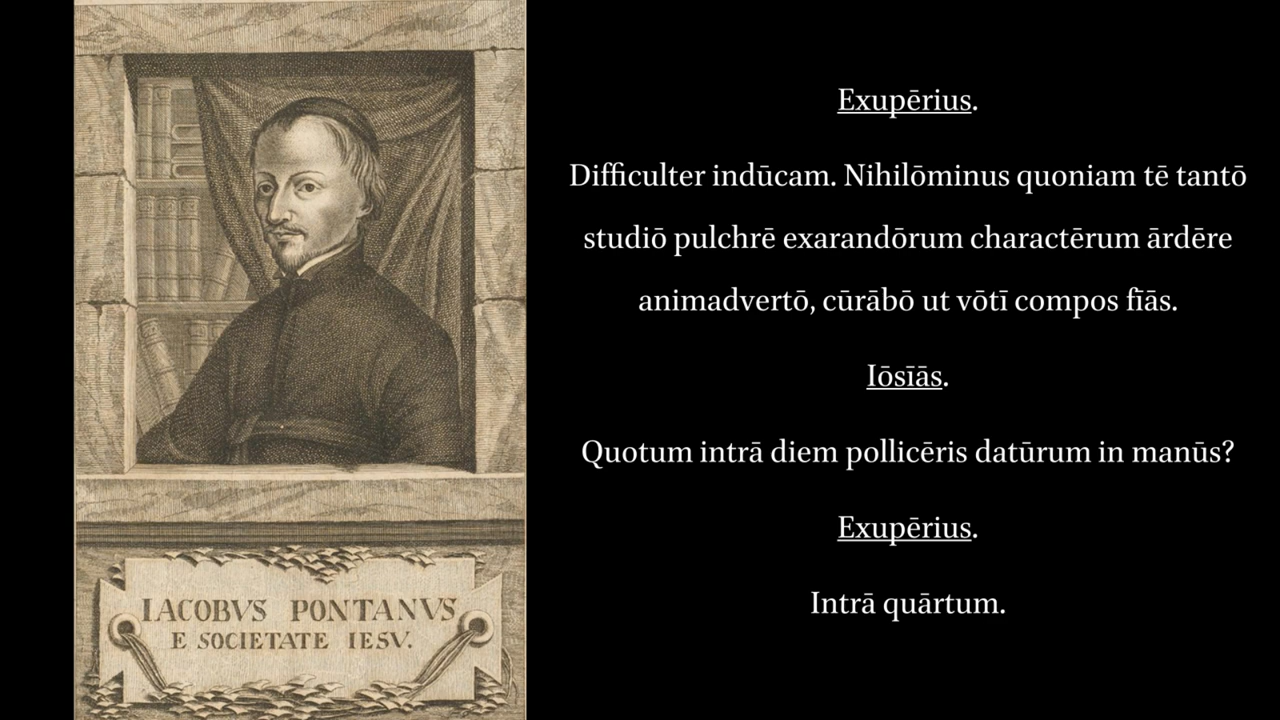 Exupērius.
Difficulter indūcam. Nihilōminus quoniam tē tantō
studiō pulchrē exarandōrum charactērum ārdēre
animadvertō, cūrābō ut vōtī compos fīās.
Iōsīās.
Quotum intrā diem pollicēris datūrum in manūs?
Exupērius.
Intrā quārtum.
IACOBVS PONTANVS
E SOCIETATE IESV.